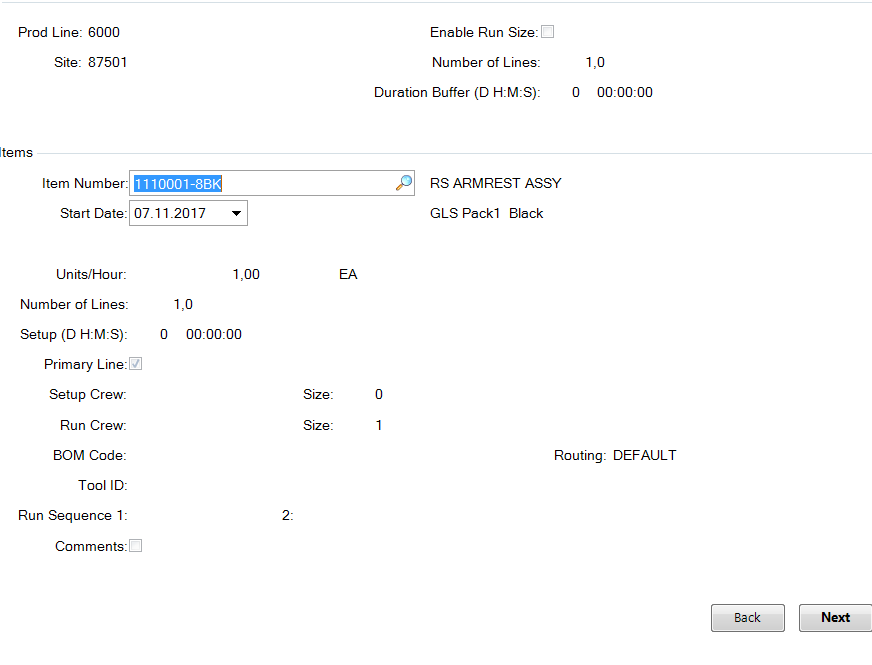 Prod Line: 6000 Enable Run Size:
Site: 87501 Number of Lines: 1,0
Duration Buffer (D H:M:S): 0 00:00:00
Items
Item Number: 1110001-8BK RS ARMREST ASSY
Start Date: 07.11.2017 GLS Pack1 Black
Units/Hour: 1,00 EA
Number of Lines: 1,0
Setup (D H:M:S): 0 00:00:00
Primary Line:
Setup Crew: Size: 0
Run Crew: Size: 1
BOM Code: Routing: DEFAULT
Tool ID:
Run Sequence 1: 2:
Comments:
Back Next